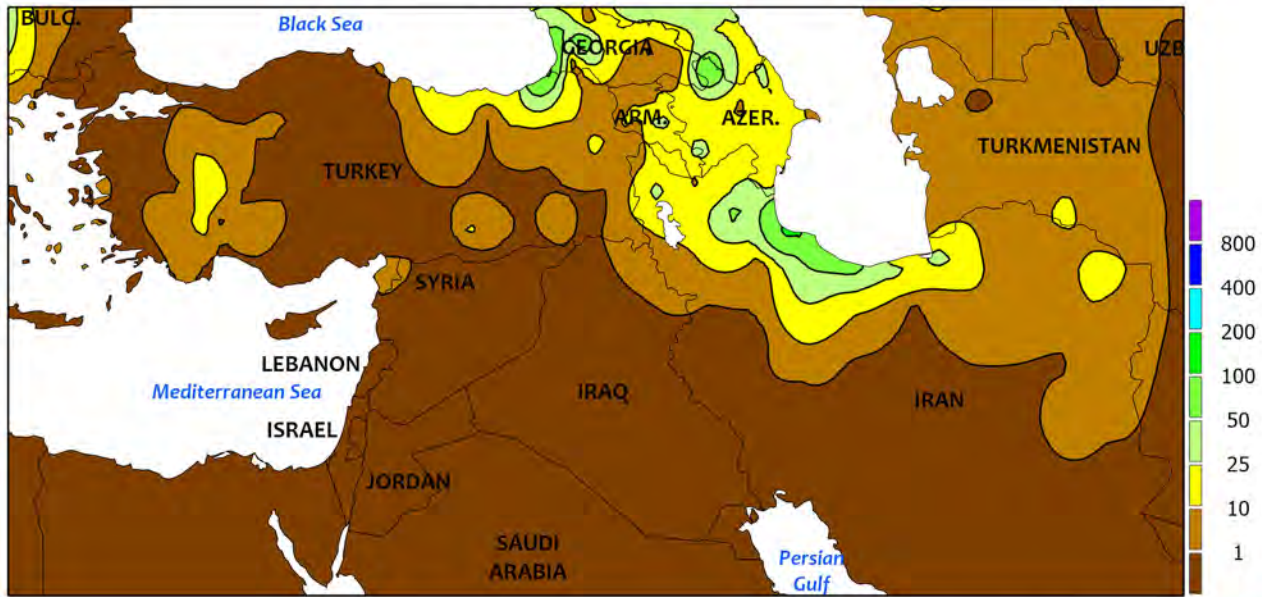 BULC.
Black Sea
GEORGIA
UZB
ARM.
AZER.
TURKMENISTAN
TURKEY
SYRIA
LEBANON
Mediterranean Sea
IRAQ
IRAN
ISRAEL
JORDAN
SAUDI
ARABIA
Persian
Gulf
800
400
200
100
50
25
10
1